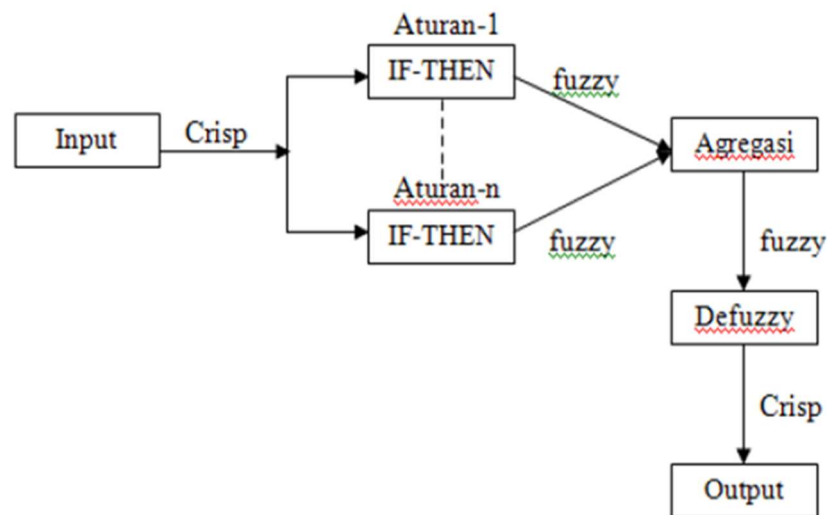 Aturan-1
IF-THEN
fuzzy
Input
Crisp
Agregasi
Aturan-n
IF-THEN
fuzzy
fuzzy
Defuzzy
Crisp
Output